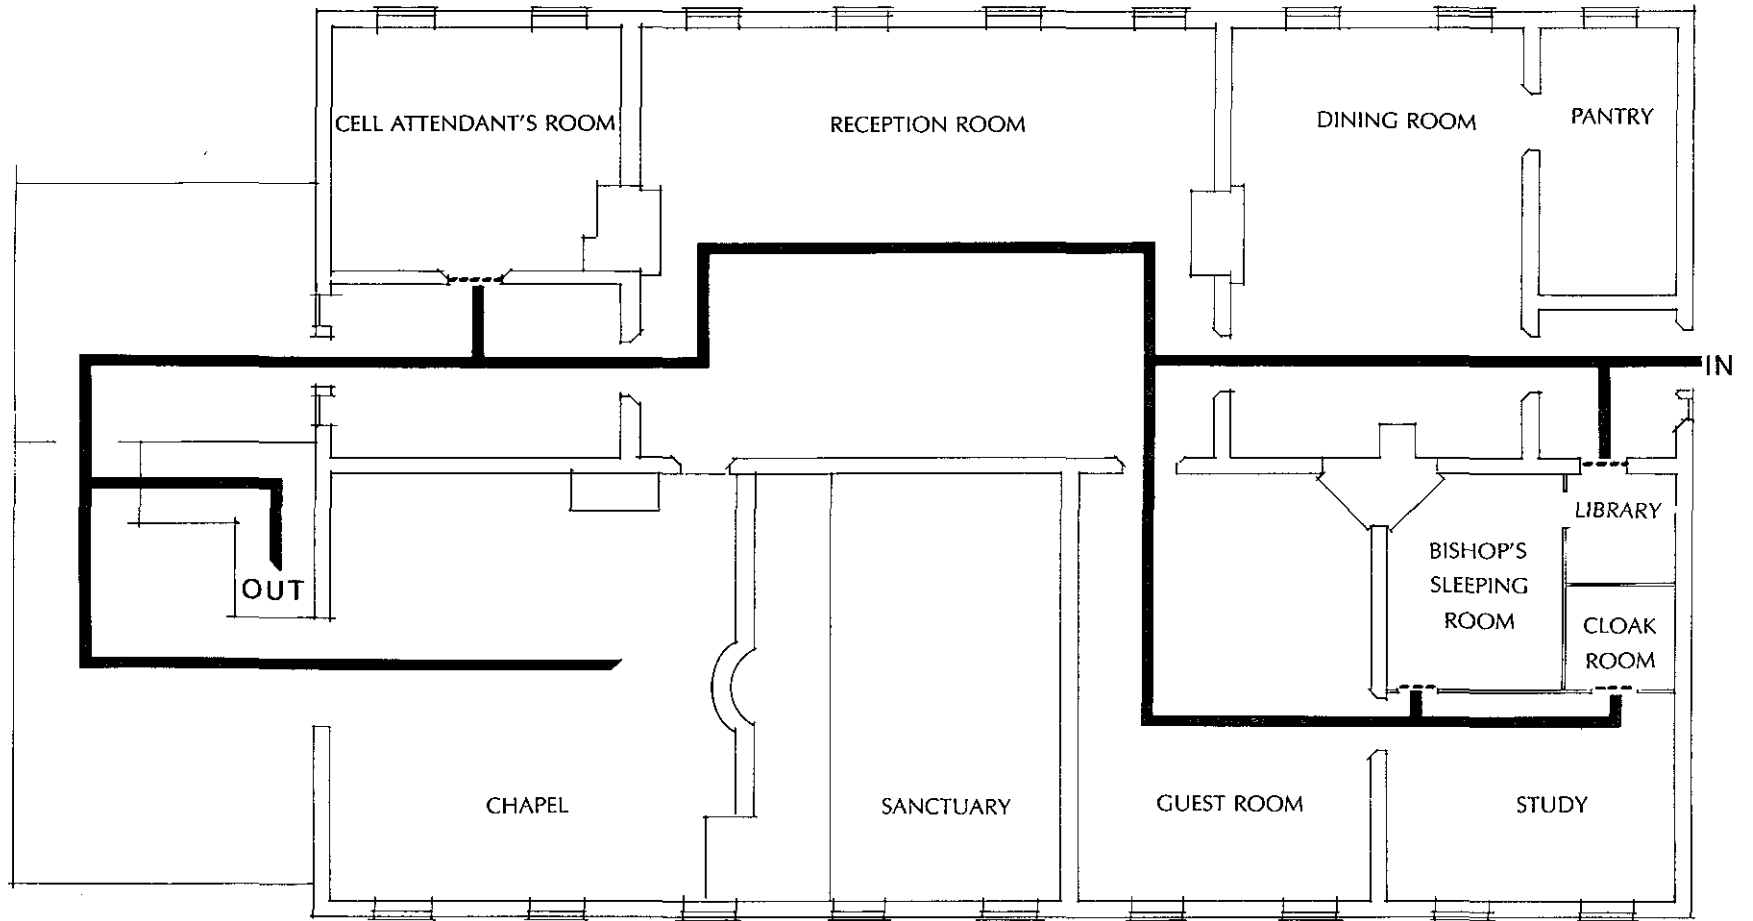 CELL ATTENDANT'S ROOM
RECEPTION ROOM
DINING ROOM
PANTRY
IN
LIBRARY
BISHOP'S
SLEEPING
ROOM
CLOAK
ROOM
OUT
CHAPEL
SANCTUARY
GUEST ROOM
STUDY